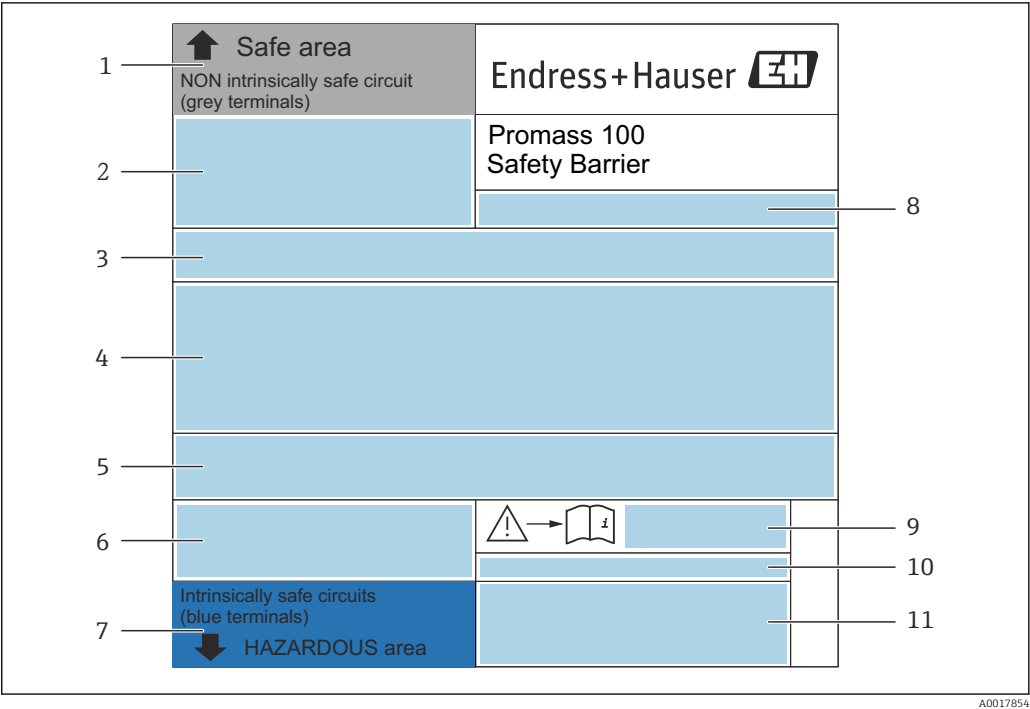 1
Safe area
NON intrinsically safe circuit
(grey terminals)
Endress+Hauser EH
Promass 100
Safety Barrier
2
8
3
4
5
6
i
9
10
Intrinsically safe circuits
(blue terminals)
7
HAZARDOUS area
11
A0017854